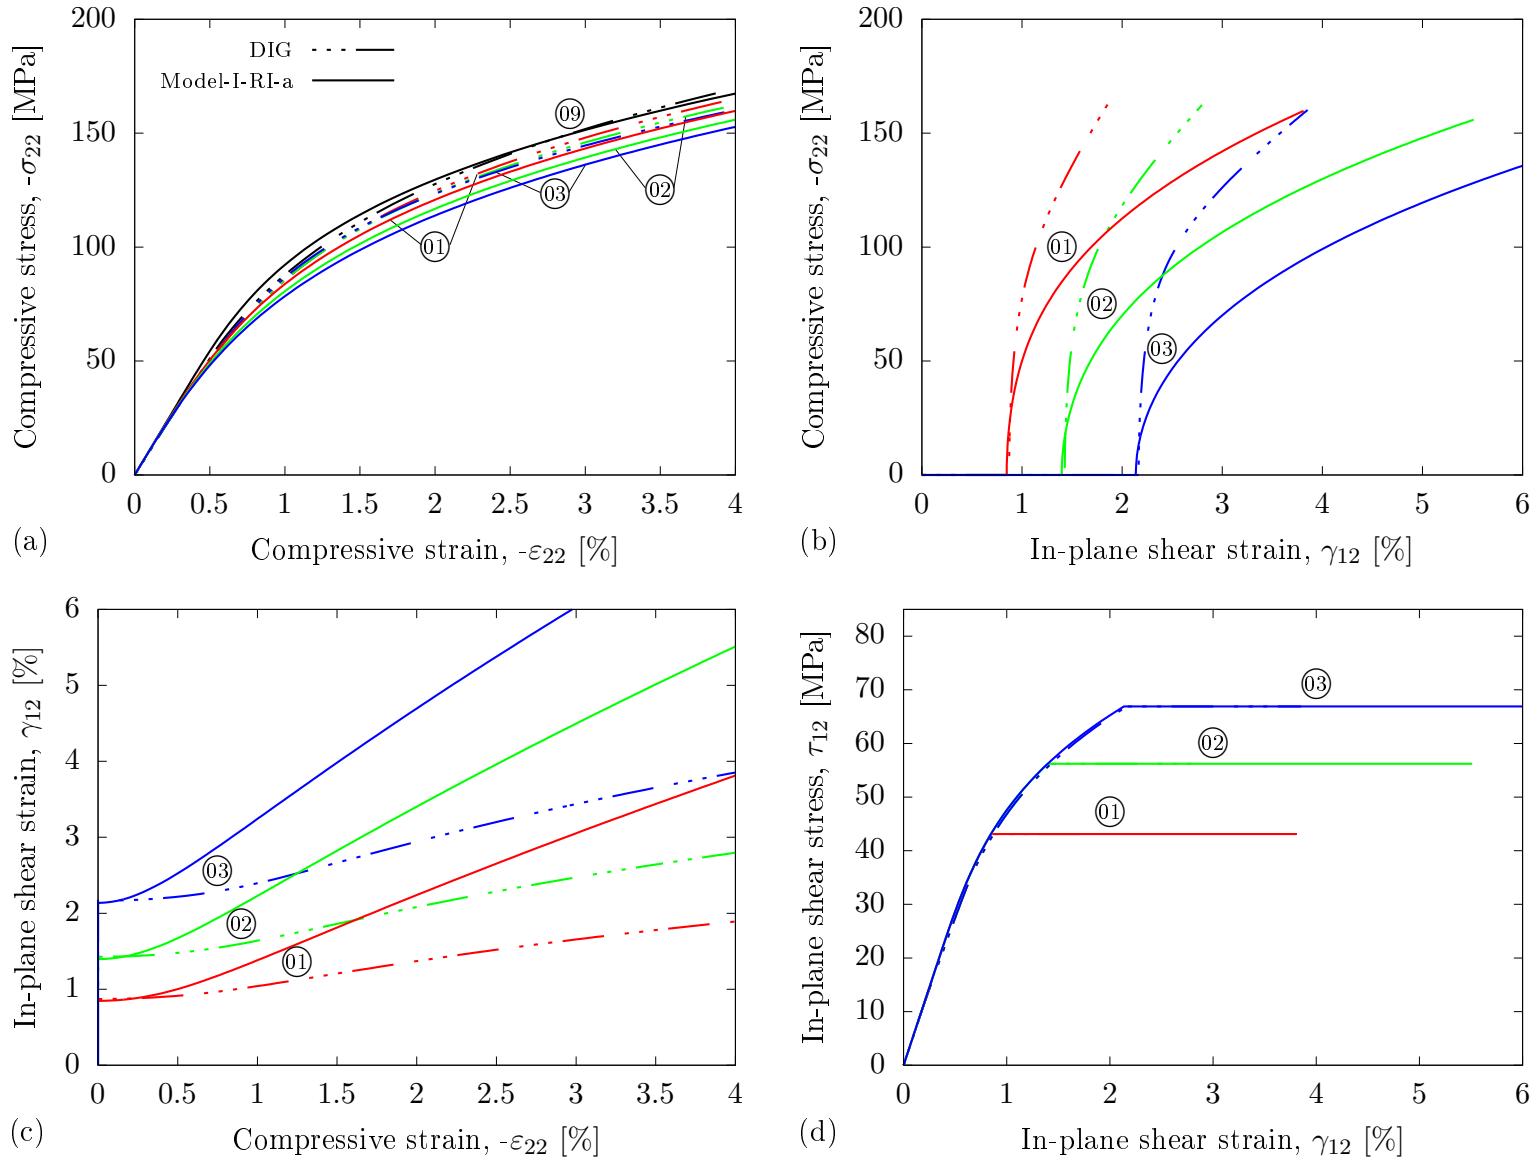 200
150
100
50
0
Compressive stress, -σ22 [MPa]
DIG
Model-I-RI-a
09
03
02
01
0 0.5 1 1.5 2 2.5 3 3.5 4
(a)
Compressive strain, -ε22 [%]
200
150
100
50
0
Compressive stress, -σ22 [MPa]
01
02
03
0 1 2 3 4 5 6
(b)
In-plane shear strain, γ12 [%]
6
5
4
3
2
1
0
In-plane shear strain, γ12 [%]
03
02
01
0 0.5 1 1.5 2 2.5 3 3.5 4
(c)
Compressive strain, -ε22 [%]
80
70
60
50
40
30
20
10
0
In-plane shear stress, τ12 [MPa]
03
02
01
0 1 2 3 4 5 6
(d)
In-plane shear strain, γ12 [%]